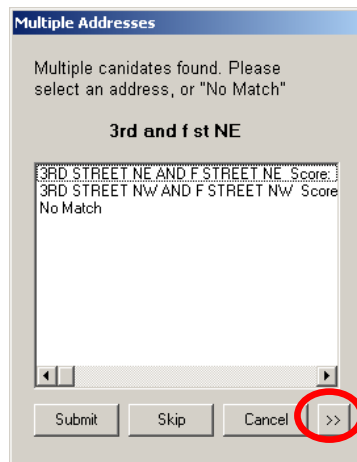 Multiple Addresses
Multiple canidates found. Please
select an address, or "No Match"
3rd and f st NE
3RD STREET NE AND F STREET NE Score:
3RD STREET NW AND F STREET NW Score
No Match
Submit Skip Cancel >>